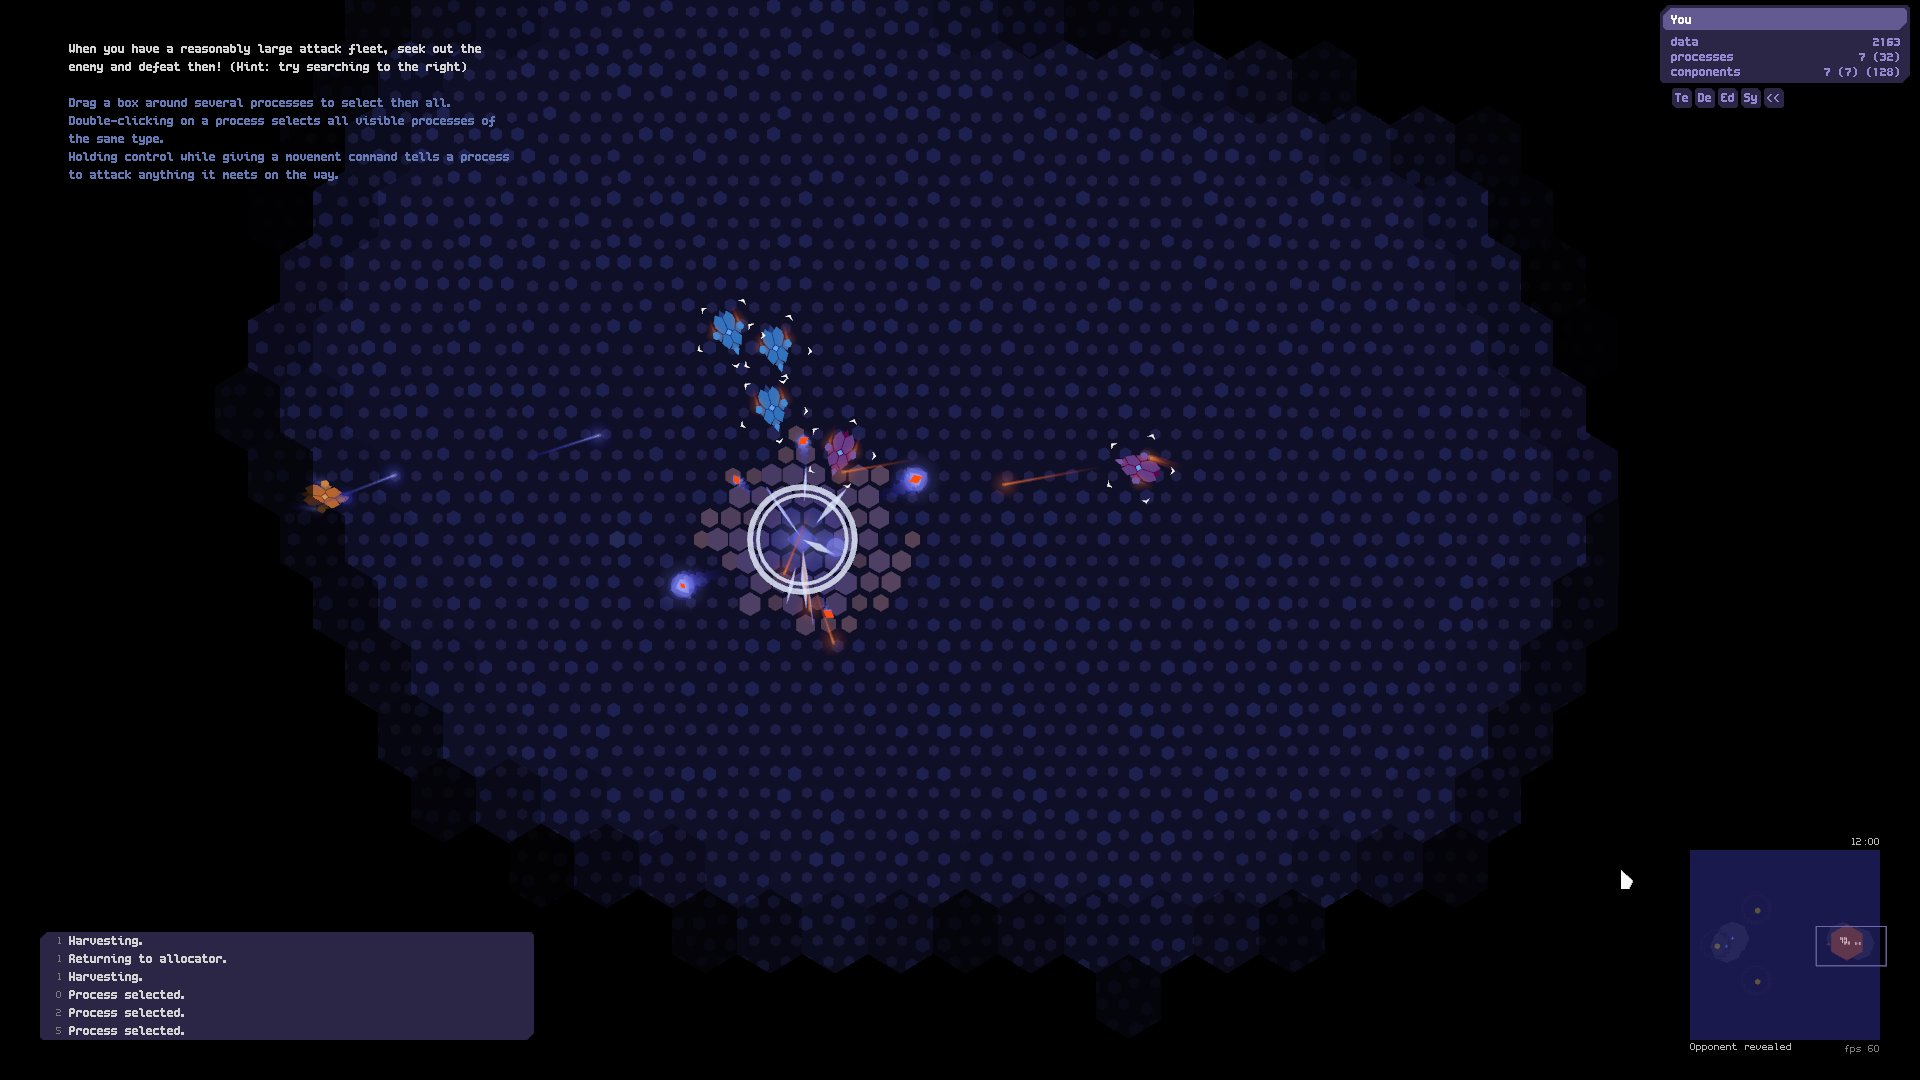 When you have a reasonably large attack fleet, seek out the
enemy and defeat them! (Hint: try searching to the right)
Drag a box around several processes to select them all.
Double-clicking on a process selects all visible processes of
the same type.
Holding control while giving a movement command tells a process
to attack anything it meets on the way.
You
data 2163
processes 7 (32)
components 7 (7) (128)
Te De Ed Sy <<
1 Harvesting.
1 Returning to allocator.
1 Harvesting.
0 Process selected.
2 Process selected.
5 Process selected.
12:00
Opponent revealed
fps 60